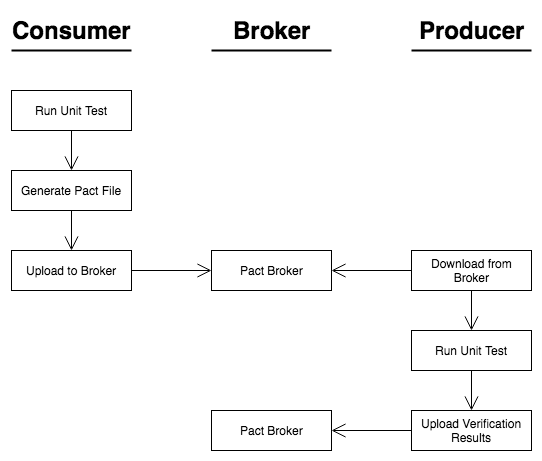 Consumer
Broker
Producer
Run Unit Test
Generate Pact File
Upload to Broker
Pact Broker
Download from
Broker
Run Unit Test
Pact Broker
Upload Verification
Results